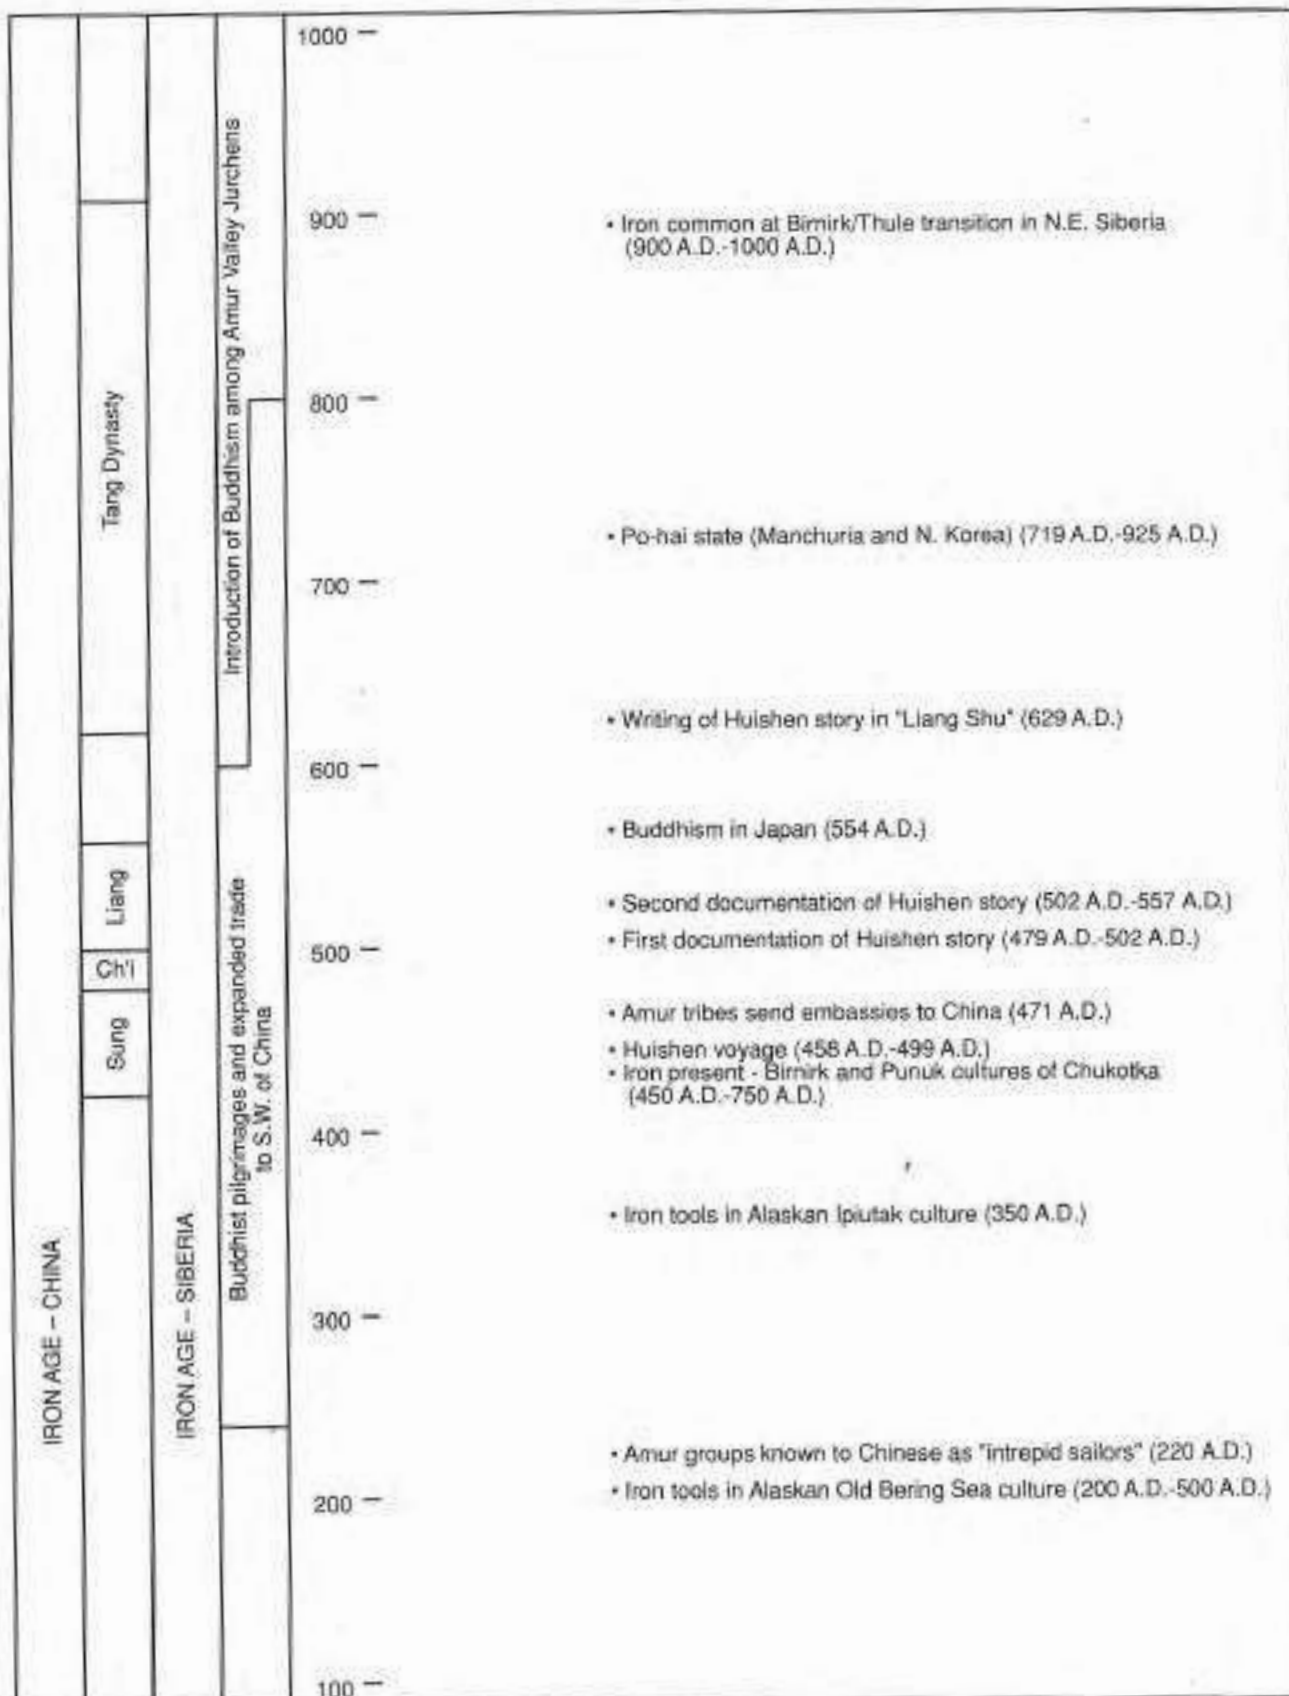 IRON AGE – CHINA
Tang Dynasty
Liang
Ch'i
Sung
IRON AGE – SIBERIA
Introduction of Buddhism among Amur Valley Jurchens
Buddhist pilgrimages and expanded trade
to S.W. of China
1000
900
• Iron common at Birnirk/Thule transition in N.E. Siberia
(900 A.D.-1000 A.D.)
800
• Po-hai state (Manchuria and N. Korea) (719 A.D.-925 A.D.)
700
• Writing of Huishen story in "Liang Shu" (629 A.D.)
600
• Buddhism in Japan (554 A.D.)
• Second documentation of Huishen story (502 A.D.-557 A.D.)
• First documentation of Huishen story (479 A.D.-502 A.D.)
500
• Amur tribes send embassies to China (471 A.D.)
• Huishen voyage (458 A.D.-499 A.D.)
• Iron present - Birnirk and Punuk cultures of Chukotka
(450 A.D.-750 A.D.)
400
• Iron tools in Alaskan Ipiutak culture (350 A.D.)
300
• Amur groups known to Chinese as "intrepid sailors" (220 A.D.)
• Iron tools in Alaskan Old Bering Sea culture (200 A.D.-500 A.D.)
200
100